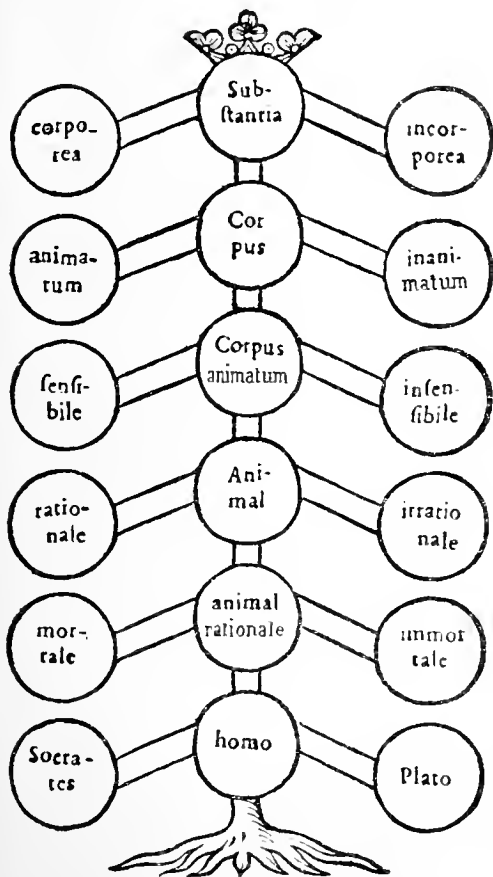 Sub-
ſtantia
corpo-
rea
incor-
porea
Cor
pus
anima-
tum
inani-
matum
Corpus
animatum
ſenſi-
bile
inſen-
ſibile
Ani-
mal
ratio-
nale
irratio
nale
animal
rationale
mor-
tale
immor
tale
homo
Socra-
tes
Plato